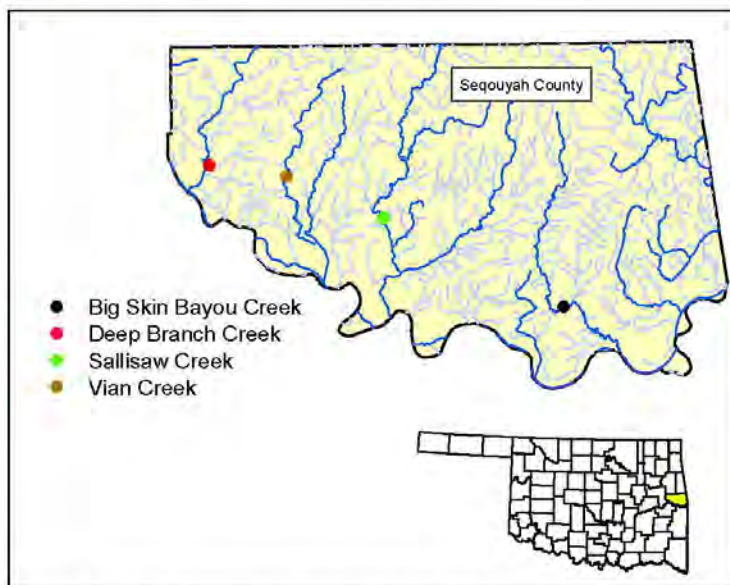 Seqouyah County
Big Skin Bayou Creek
Deep Branch Creek
Sallisaw Creek
Vian Creek